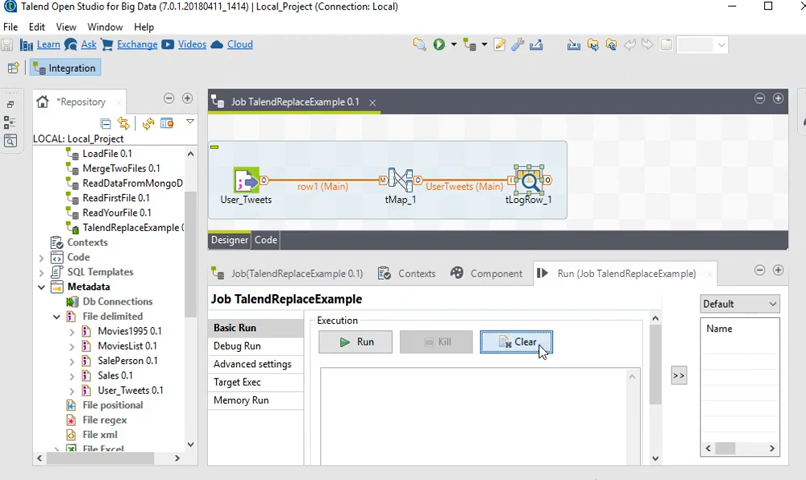 Talend Open Studio for Big Data (7.0.1.20180411_1414) | Local_Project (Connection: Local)
File Edit View Window Help
Learn Ask Exchange Videos Cloud
Integration
*Repository
LOCAL: Local_Project
LoadFile 0.1
MergeTwoFiles 0.1
ReadDataFromMongoD
ReadFirstFile 0.1
ReadYourFile 0.1
TalendReplaceExample (
Contexts
Code
SQL Templates
Metadata
Db Connections
File delimited
Movies1995 0.1
MoviesList 0.1
SalePerson 0.1
Sales 0.1
User_Tweets 0.1
File positional
File regex
File xml
File Excel
Job TalendReplaceExample 0.1
row1 (Main)
UserTweets (Main)
User_Tweets
tMap_1
tLogRow_1
Designer Code
Job(TalendReplaceExample 0.1) Contexts Component Run (Job TalendReplaceExample)
Job TalendReplaceExample
Basic Run
Debug Run
Advanced settings
Target Exec
Memory Run
Execution
Run Kill Clear
Default
Name
>>